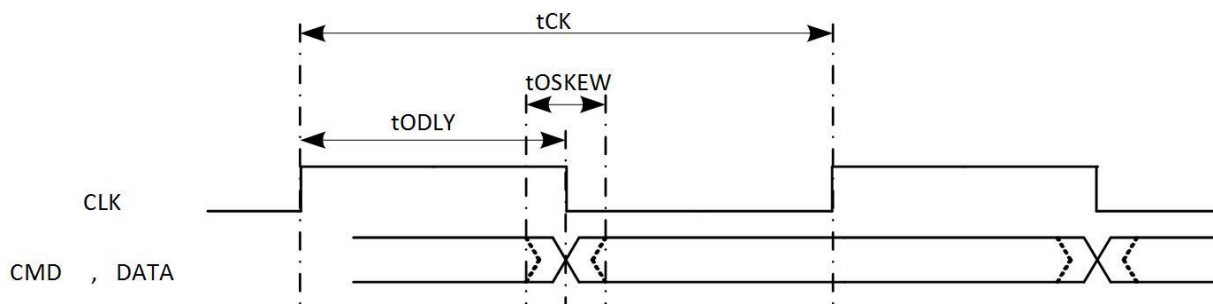 tCK
tOSKEW
tODLY
CLK
CMD , DATA